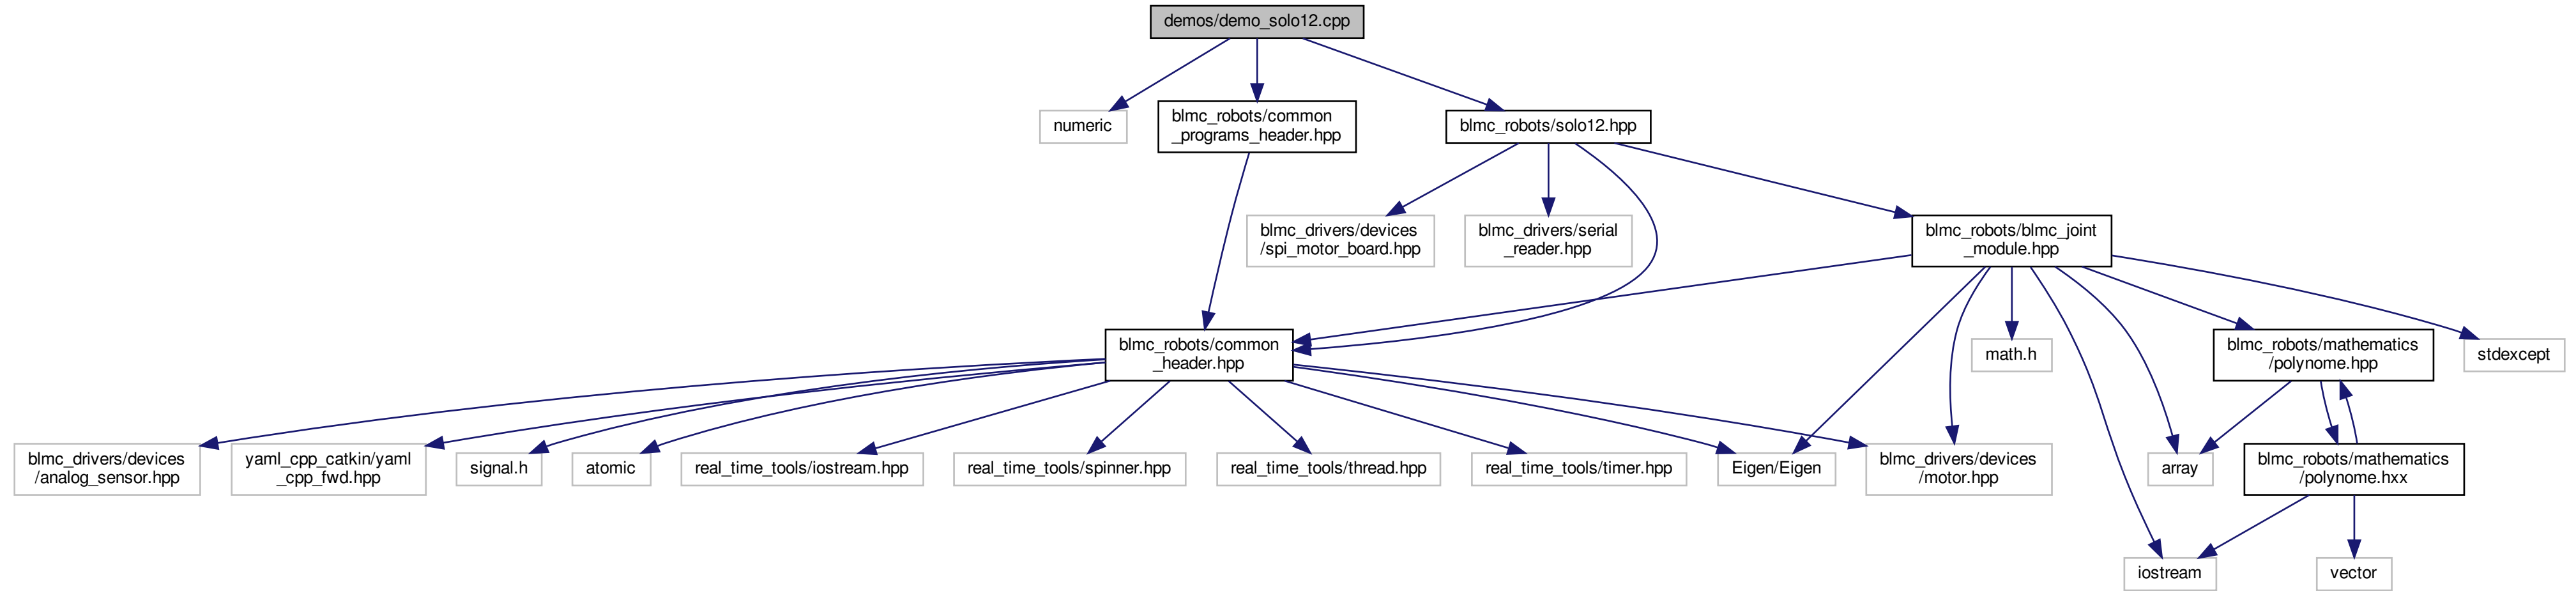 demos/demo_solo12.cpp
numeric
blmc_robots/common
_programs_header.hpp
blmc_robots/solo12.hpp
blmc_drivers/devices
/spi_motor_board.hpp
blmc_drivers/serial
_reader.hpp
blmc_robots/blmc_joint
_module.hpp
blmc_robots/common
_header.hpp
math.h
blmc_robots/mathematics
/polynome.hpp
stdexcept
blmc_drivers/devices
/analog_sensor.hpp
yaml_cpp_catkin/yaml
_cpp_fwd.hpp
signal.h
atomic
real_time_tools/iostream.hpp
real_time_tools/spinner.hpp
real_time_tools/thread.hpp
real_time_tools/timer.hpp
Eigen/Eigen
blmc_drivers/devices
/motor.hpp
array
blmc_robots/mathematics
/polynome.hxx
iostream
vector